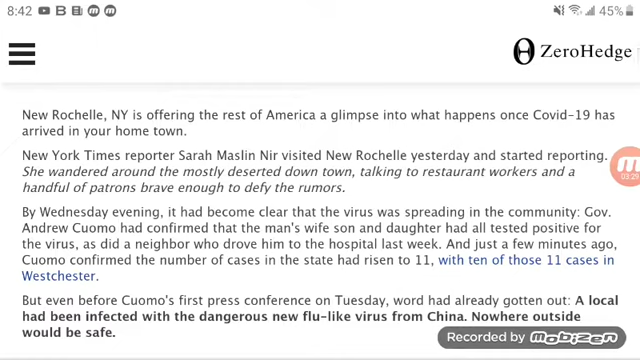 8:42
45%
ZeroHedge
New Rochelle, NY is offering the rest of America a glimpse into what happens once Covid-19 has
arrived in your home town.
New York Times reporter Sarah Maslin Nir visited New Rochelle yesterday and started reporting.
She wandered around the mostly deserted down town, talking to restaurant workers and a
handful of patrons brave enough to defy the rumors.
03:29
By Wednesday evening, it had become clear that the virus was spreading in the community: Gov.
Andrew Cuomo had confirmed that the man's wife son and daughter had all tested positive for
the virus, as did a neighbor who drove him to the hospital last week. And just a few minutes ago,
Cuomo confirmed the number of cases in the state had risen to 11, with ten of those 11 cases in
Westchester.
But even before Cuomo's first press conference on Tuesday, word had already gotten out: A local
had been infected with the dangerous new flu-like virus from China. Nowhere outside
would be safe.
Recorded by mobizen